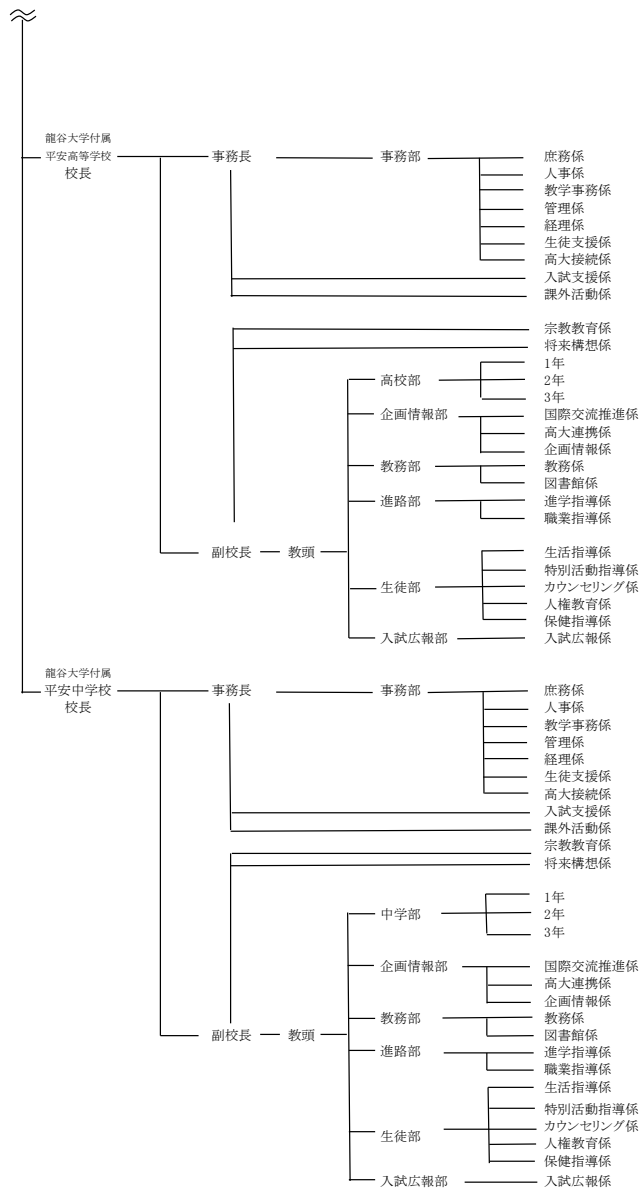 龍谷大学付属
平安高等学校
校長
事務長
事務部
庶務係
人事係
教学事務係
管理係
経理係
生徒支援係
高大接続係
入試支援係
課外活動係
宗教教育係
将来構想係
副校長
教頭
高校部
1年
2年
3年
企画情報部
国際交流推進係
高大連携係
企画情報係
教務部
教務係
図書館係
進路部
進学指導係
職業指導係
生徒部
生活指導係
特別活動指導係
カウンセリング係
人権教育係
保健指導係
入試広報部
入試広報係
龍谷大学付属
平安中学校
校長
事務長
事務部
庶務係
人事係
教学事務係
管理係
経理係
生徒支援係
高大接続係
入試支援係
課外活動係
宗教教育係
将来構想係
副校長
教頭
中学部
1年
2年
3年
企画情報部
国際交流推進係
高大連携係
企画情報係
教務部
教務係
図書館係
進路部
進学指導係
職業指導係
生徒部
生活指導係
特別活動指導係
カウンセリング係
人権教育係
保健指導係
入試広報部
入試広報係